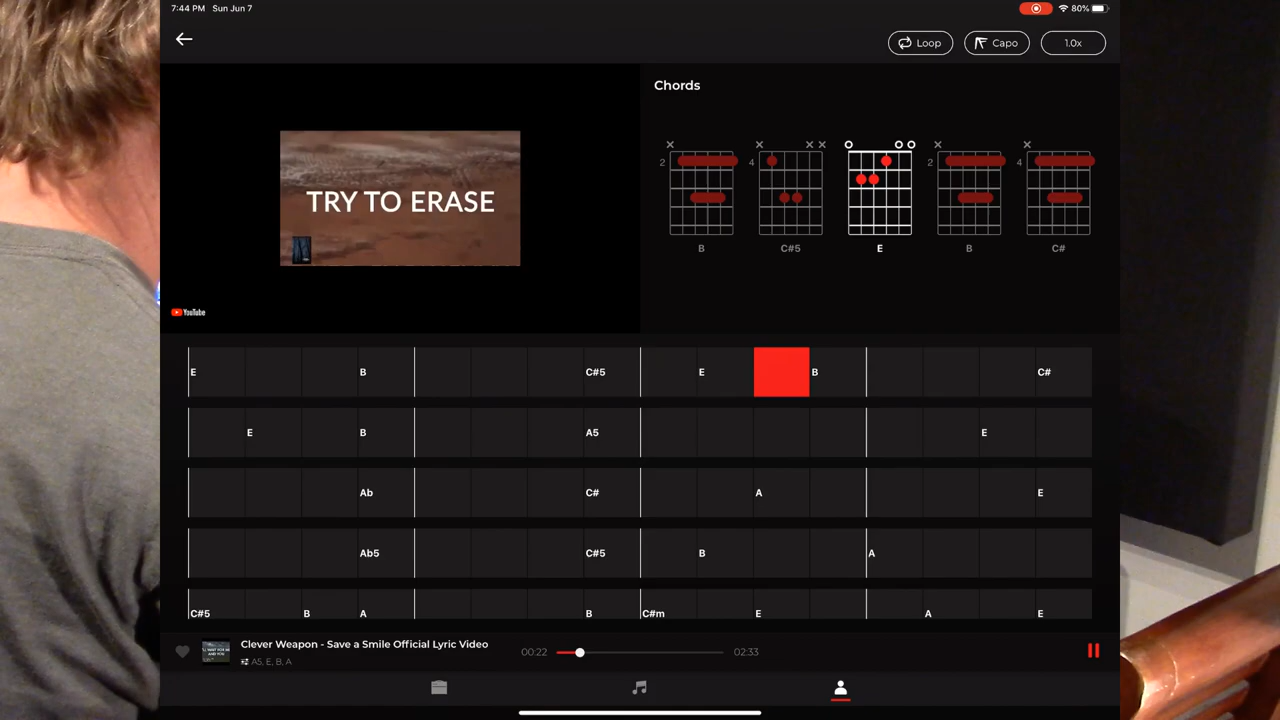 7:44 PM Sun Jun 7
80%
Loop Capo 1.0x
Chords
TRY TO ERASE
2 4 2 4
B C#5 E B C#
YouTube
E B C#5 E B C#
E B A5 E
Ab C# A E
Ab5 C#5 B A
C#5 B A B C#m E A E
Clever Weapon - Save a Smile Official Lyric Video
A5, E, B, A
00:22 02:33